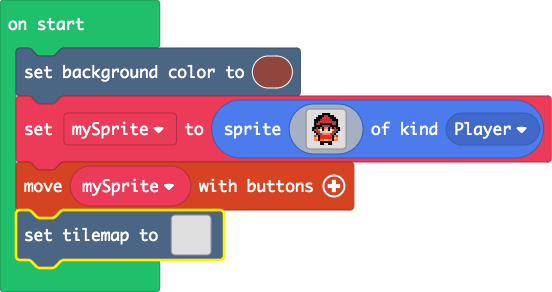 on start
set background color to
set mySprite to sprite of kind Player
move mySprite with buttons
set tilemap to